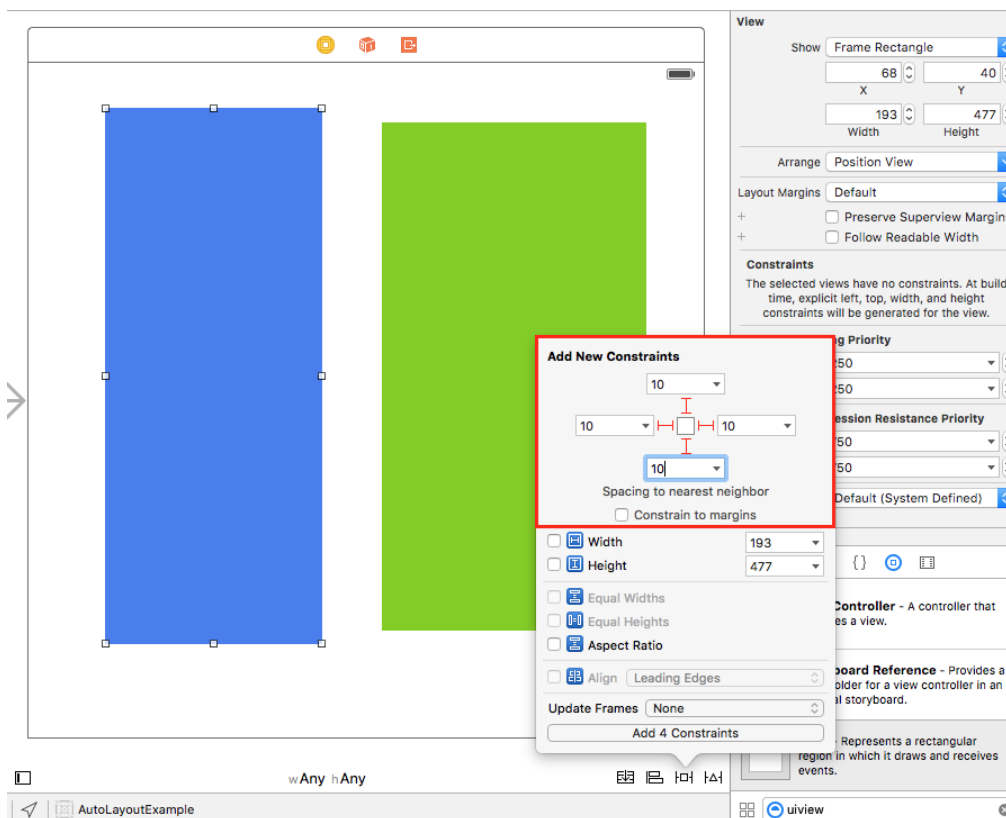 View
Show Frame Rectangle
68 40
X Y
193 477
Width Height
Arrange Position View
Layout Margins Default
+ Preserve Superview Margin
+ Follow Readable Width
Constraints
The selected views have no constraints. At build
time, explicit left, top, width, and height
constraints will be generated for the view.
g Priority
250
250
ession Resistance Priority
750
750
Default (System Defined)
Add New Constraints
10
10 10
10
Spacing to nearest neighbor
Constrain to margins
Width 193
Height 477
Equal Widths
Equal Heights
Aspect Ratio
Align Leading Edges
Update Frames None
Add 4 Constraints
{}
Controller - A controller that
es a view.
board Reference - Provides a
older for a view controller in an
al storyboard.
- Represents a rectangular
region in which it draws and receives
events.
wAny hAny
AutoLayoutExample
uiview